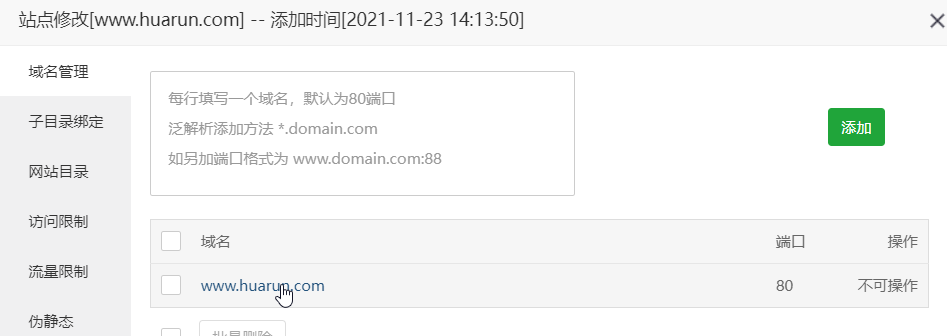 站点修改[www.huarun.com] -- 添加时间[2021-11-23 14:13:50]
域名管理
子目录绑定
网站目录
访问限制
流量限制
伪静态
每行填写一个域名，默认为80端口
泛解析添加方法 *.domain.com
如另加端口格式为 www.domain.com:88
添加
域名 端口 操作
www.huarun.com 80 不可操作
批量删除